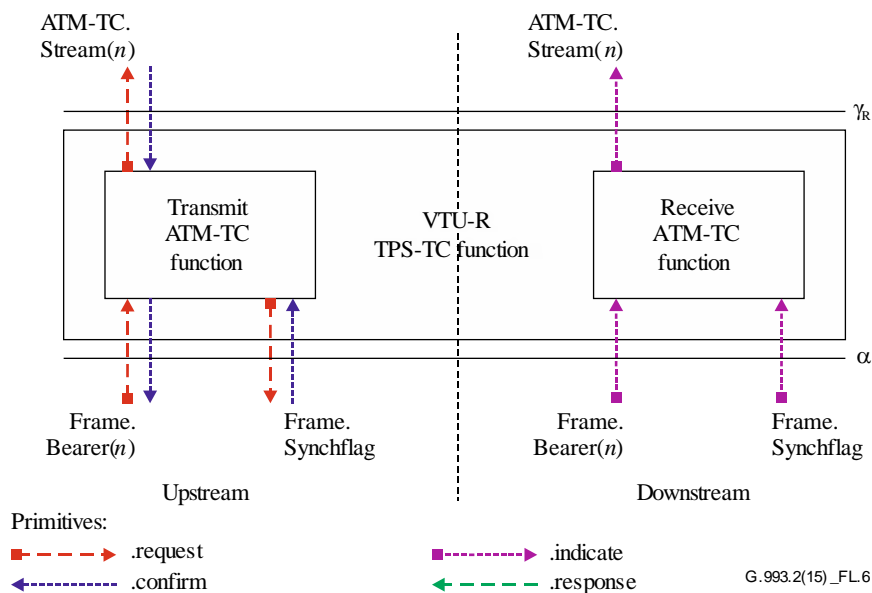 ATM-TC.
Stream(n)
ATM-TC.
Stream(n)
γR
Transmit
ATM-TC
function
VTU-R
TPS-TC function
Receive
ATM-TC
function
α
Frame.
Bearer(n)
Frame.
Synchflag
Frame.
Bearer(n)
Frame.
Synchflag
Upstream
Downstream
Primitives:
.request
.indicate
.confirm
.response
G.993.2(15)_FL.6